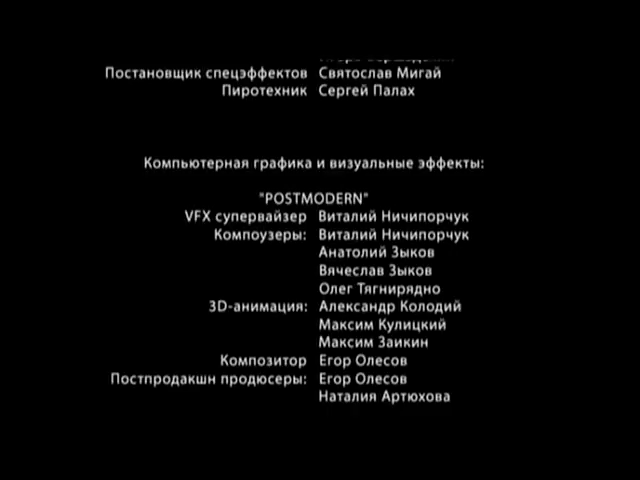 Постановщик спецэффектов Святослав Мигай
Пиротехник Сергей Палах
Компьютерная графика и визуальные эффекты:
"POSTMODERN"
VFX супервайзер Виталий Ничипорчук
Компоузеры: Виталий Ничипорчук
Анатолий Зыков
Вячеслав Зыков
Олег Тягнирядно
3D-анимация: Александр Колодий
Максим Кулицкий
Максим Заикин
Композитор Егор Олесов
Постпродакшн продюсеры: Егор Олесов
Наталия Артюхова